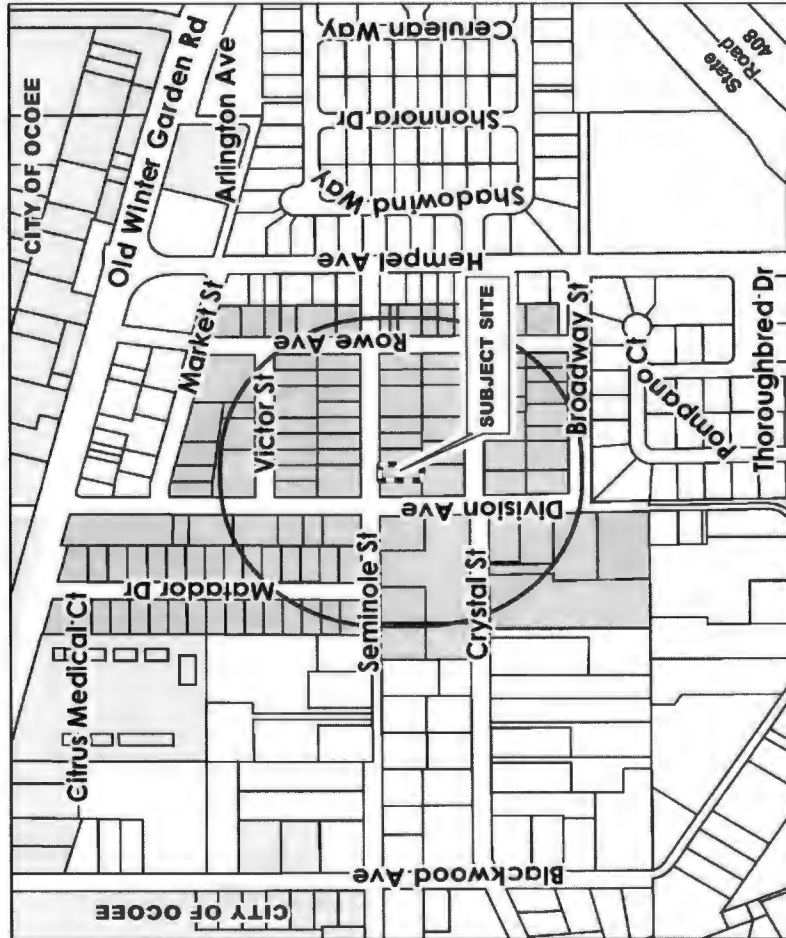 CITY OF OCOEE
Old Winter Garden Rd
Arlington Ave
Cerulean Way
Shonnora Dr
Shadowind Way
Hempel Ave
Market St
Rowe Ave
Victor St
SUBJECT SITE
State
Road
408
Broadway St
Pompano Ct
Thoroughbred Dr
Division Ave
Matador Dr
Seminole St
Crystal St
Citrus Medical Ct
Blackwood Ave
CITY OF OCOEE